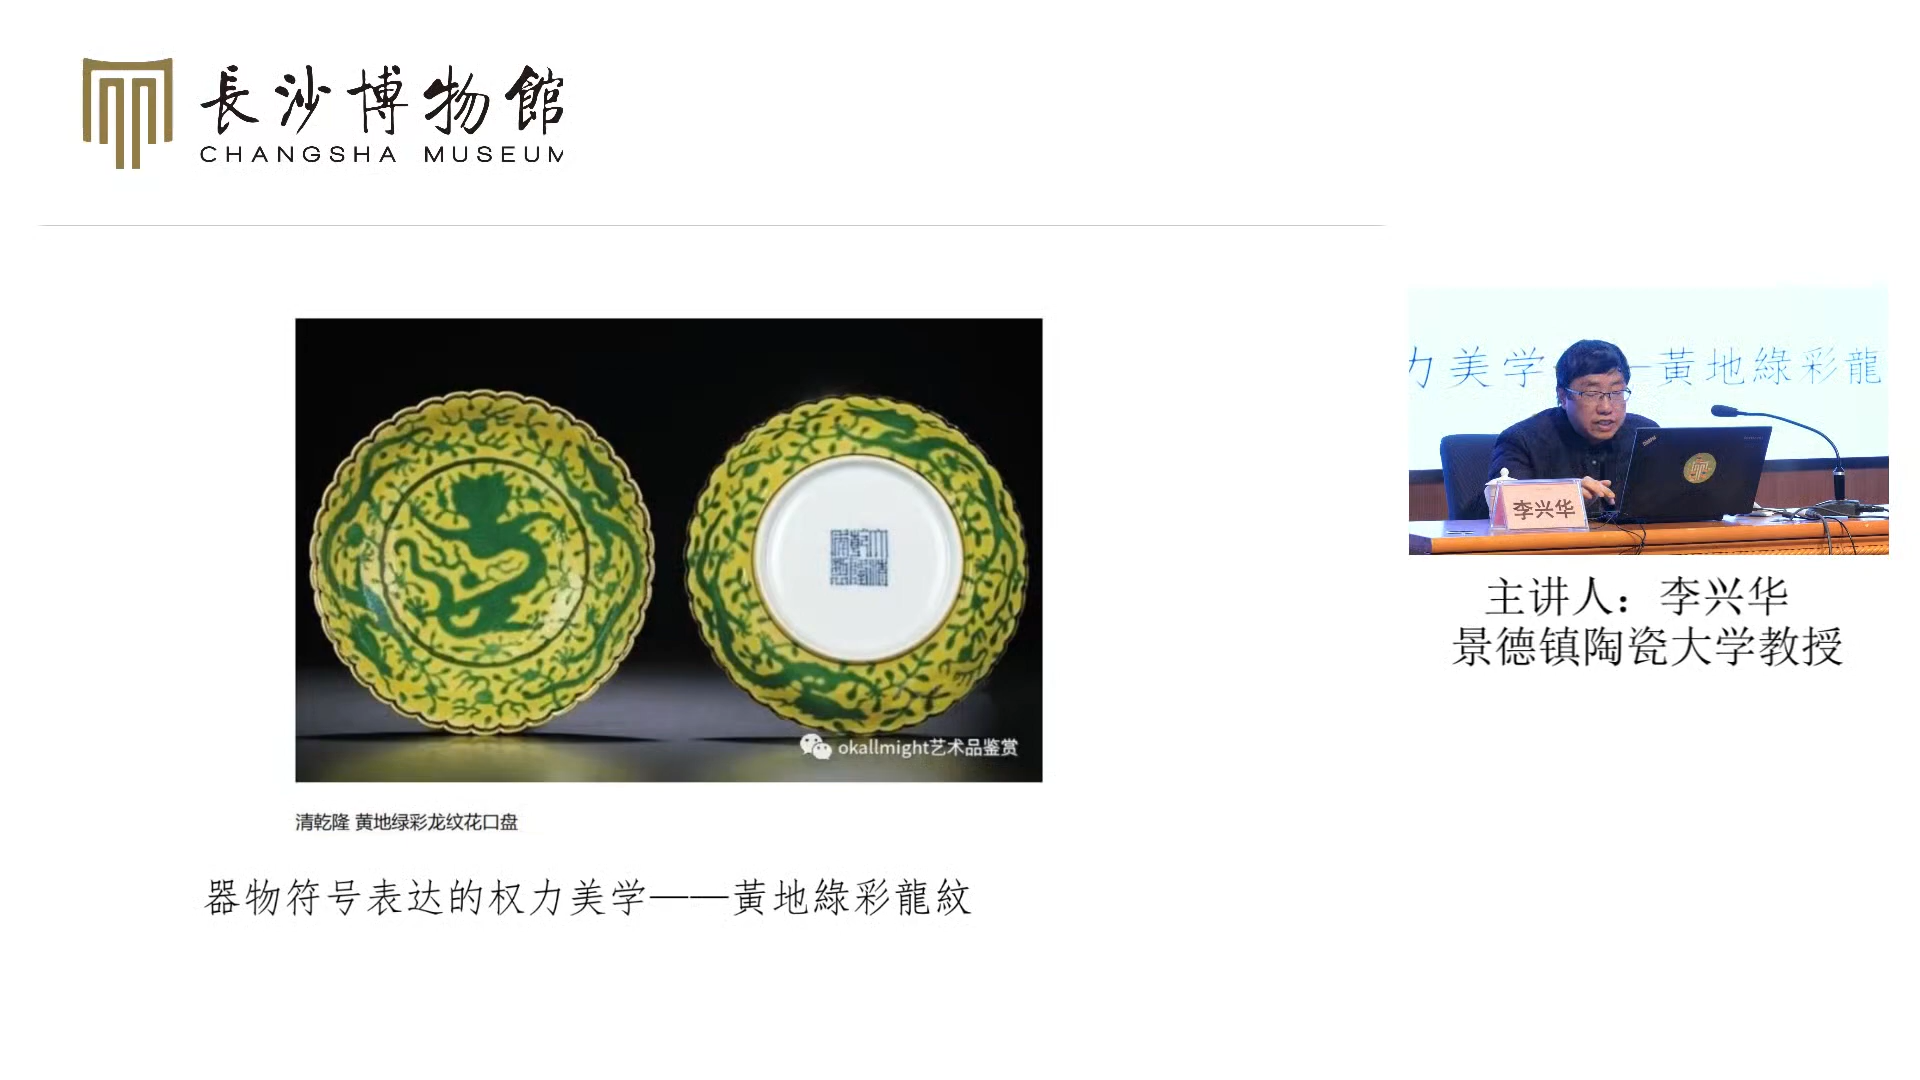 長沙博物館
CHANGSHA MUSEUM
力美学——黃地綠彩龍
李兴华
主讲人：李兴华
景德镇陶瓷大学教授
okallmight艺术品鉴赏
清乾隆 黄地绿彩龙纹花口盘
器物符号表达的权力美学——黃地綠彩龍紋